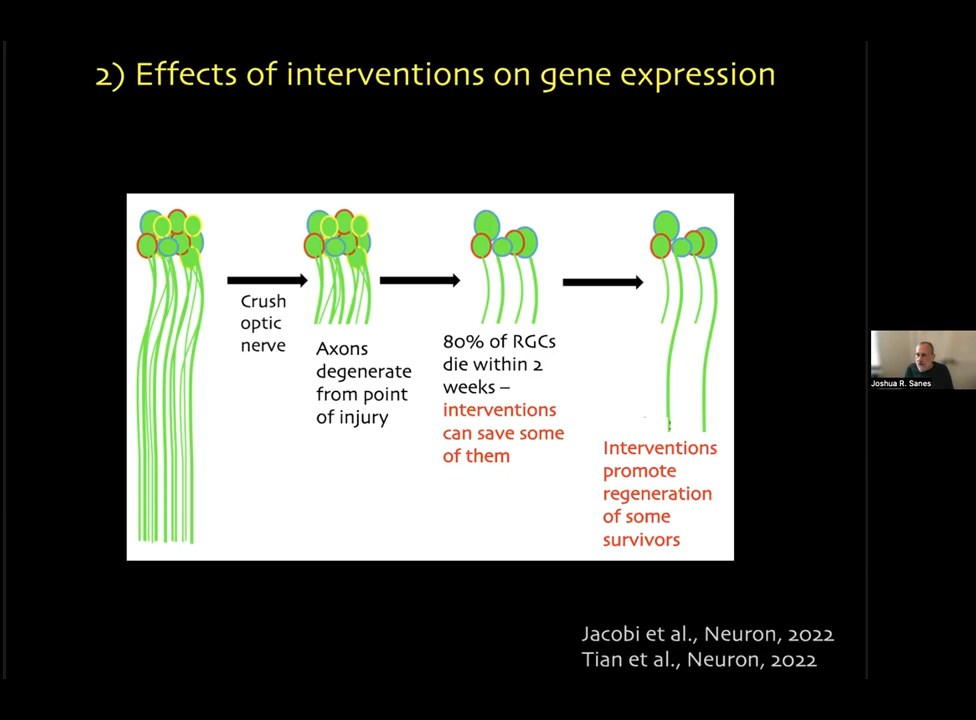 2) Effects of interventions on gene expression
Crush
optic
nerve
Axons
degenerate
from point
of injury
80% of RGCs
die within 2
weeks –
interventions
can save some
of them
Interventions
promote
regeneration
of some
survivors
Joshua R. Sanes
Jacobi et al., Neuron, 2022
Tian et al., Neuron, 2022